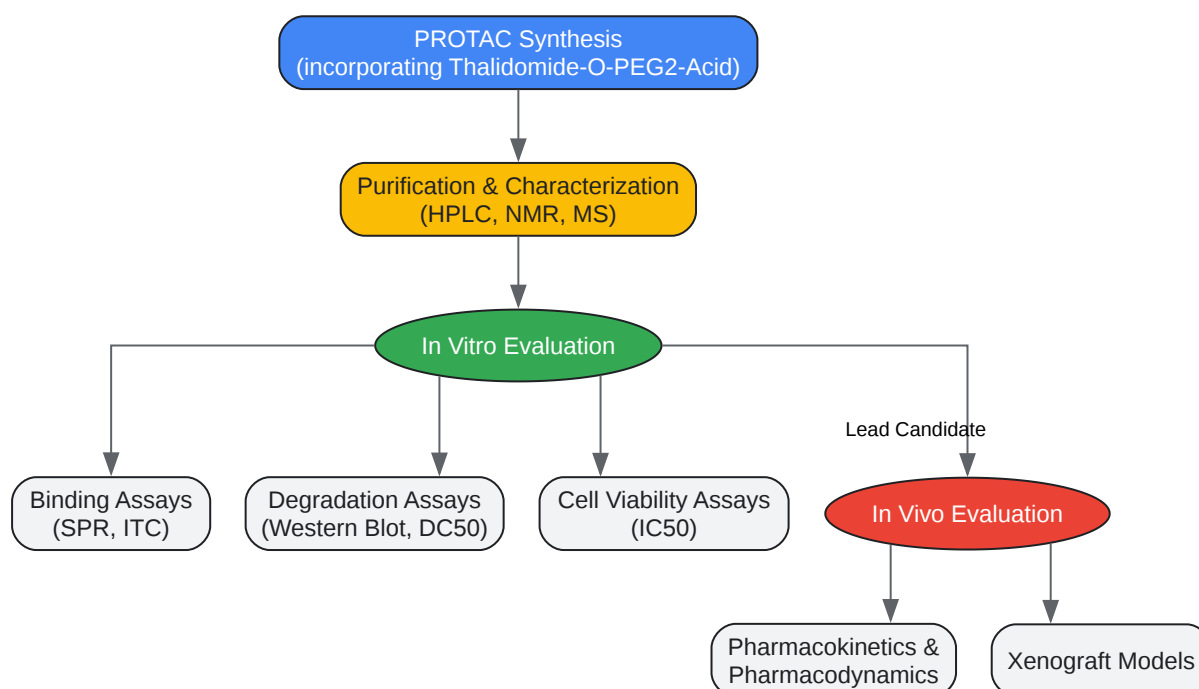 PROTAC Synthesis
(incorporating Thalidomide-O-PEG2-Acid)
Purification & Characterization
(HPLC, NMR, MS)
In Vitro Evaluation
Lead Candidate
Binding Assays
(SPR, ITC)
Degradation Assays
(Western Blot, DC50)
Cell Viability Assays
(IC50)
In Vivo Evaluation
Pharmacokinetics &
Pharmacodynamics
Xenograft Models